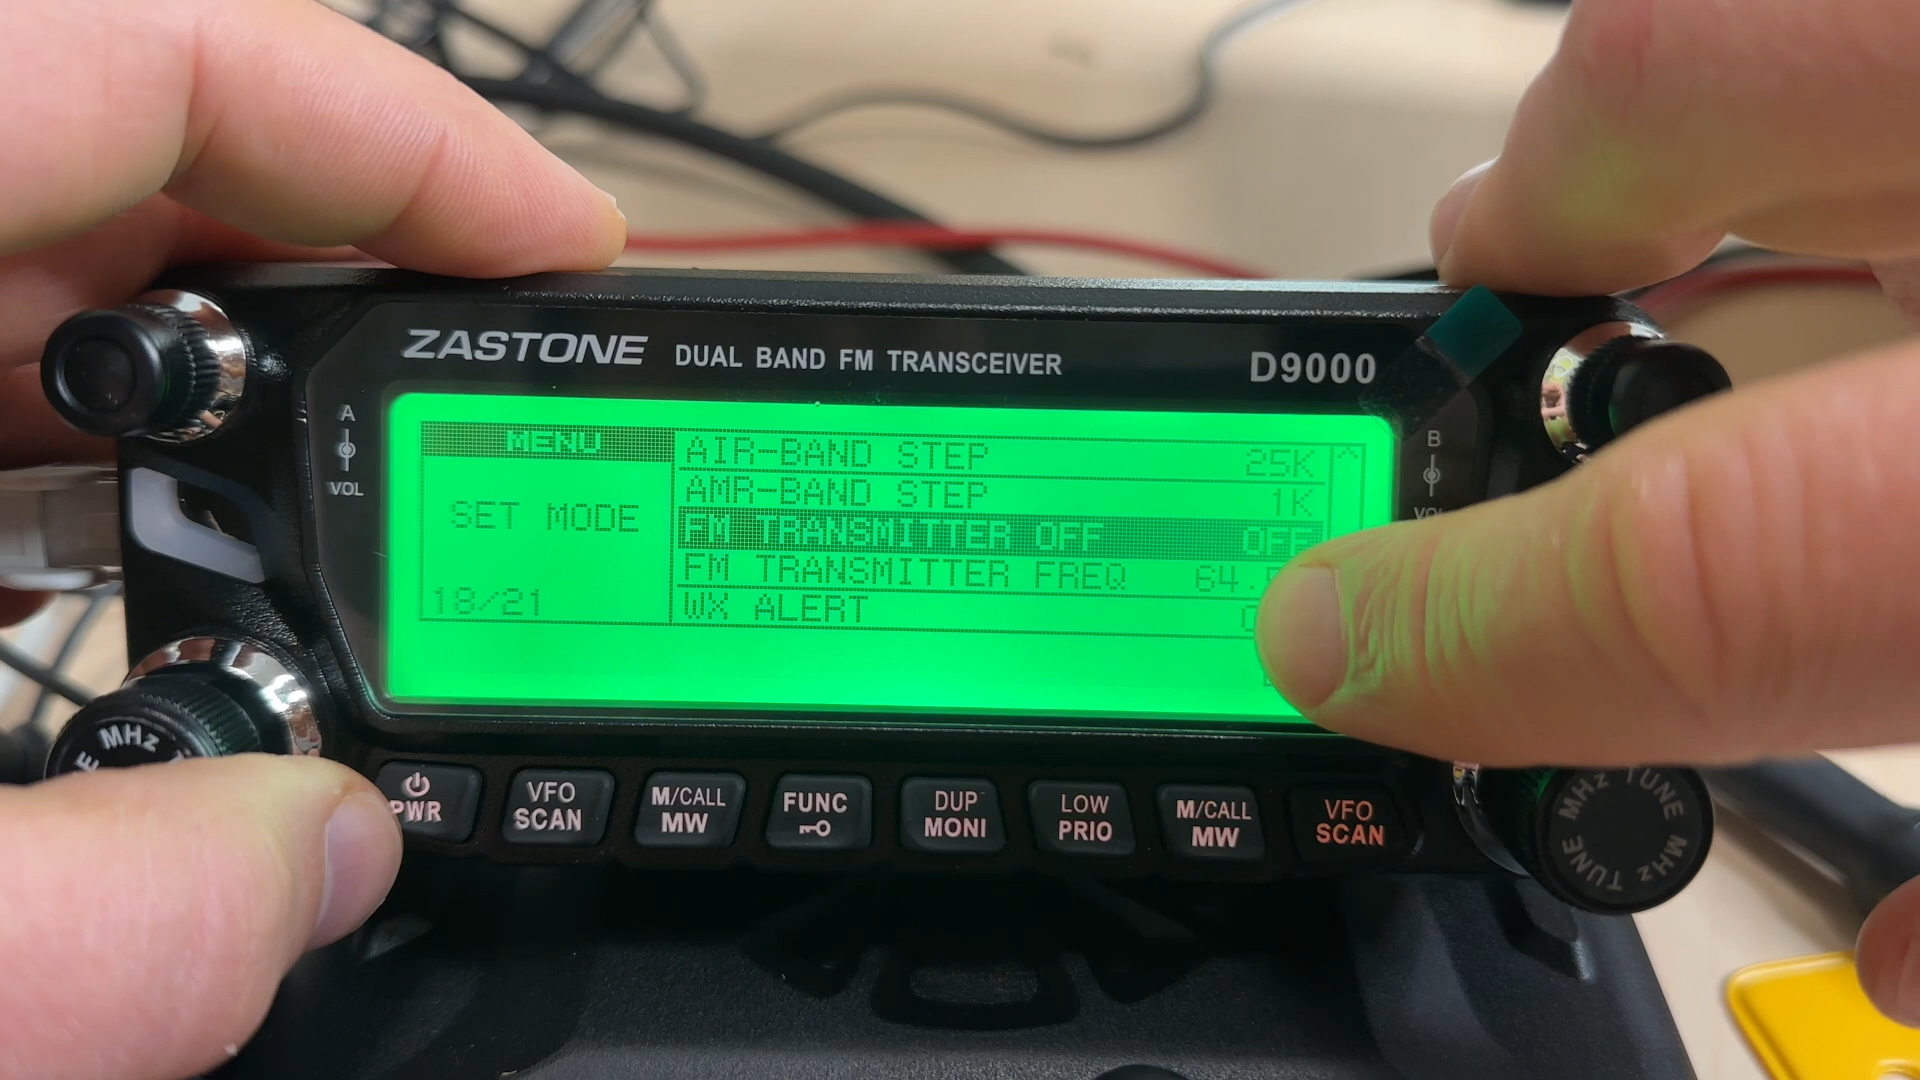 ZASTONE DUAL BAND FM TRANSCEIVER D9000
A
VOL
B
MENU
SET MODE
18/21
AIR-BAND STEP 25K
AMR-BAND STEP 1K
FM TRANSMITTER OFF OFF
FM TRANSMITTER FREQ 64.
WX ALERT
MHz
PWR
VFO
SCAN
M/CALL
MW
FUNC
DUP
MONI
LOW
PRIO
M/CALL
MW
VFO
SCAN
MHz TUNE MHz TUNE